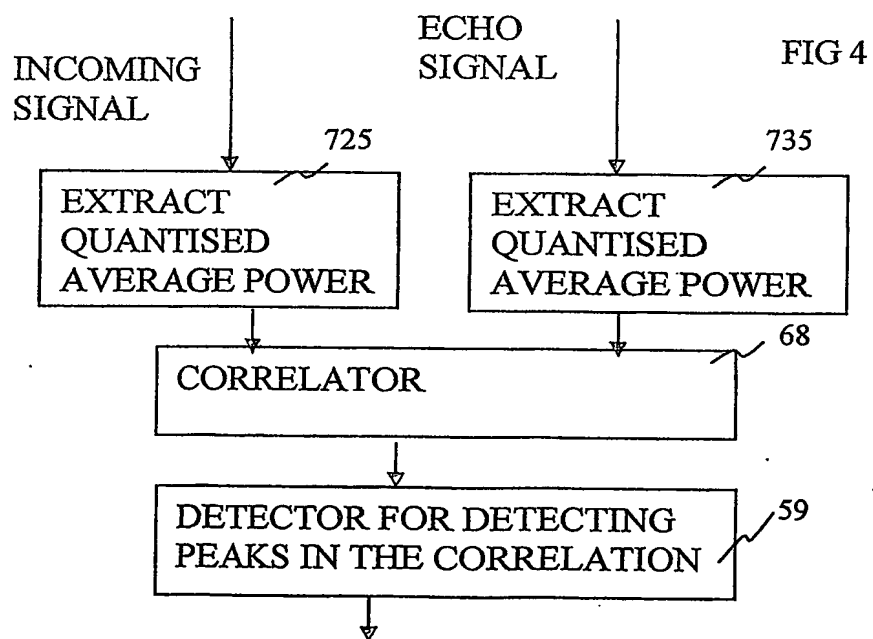 ECHO
SIGNAL
FIG 4
INCOMING
SIGNAL
725
735
EXTRACT
QUANTISED
AVERAGE POWER
EXTRACT
QUANTISED
AVERAGE POWER
68
CORRELATOR
DETECTOR FOR DETECTING
PEAKS IN THE CORRELATION
59